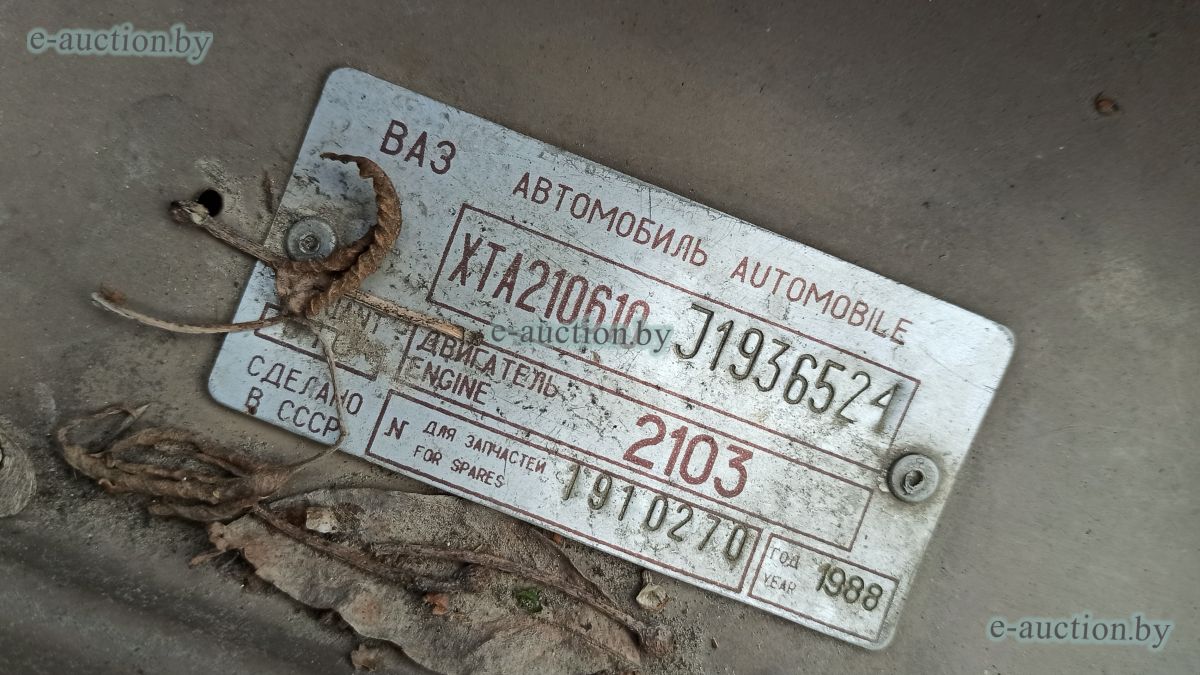 e-auction.by
ВАЗ
АВТОМОБИЛЬ AUTOMOBILE
XTA210610 J1936524
e-auction.by
ДВИГАТЕЛЬ
ENGINE
2103
СДЕЛАНО
В СССР
N ДЛЯ ЗАПЧАСТЕЙ
FOR SPARES
1910270
ГОД
YEAR
1988
e-auction.by